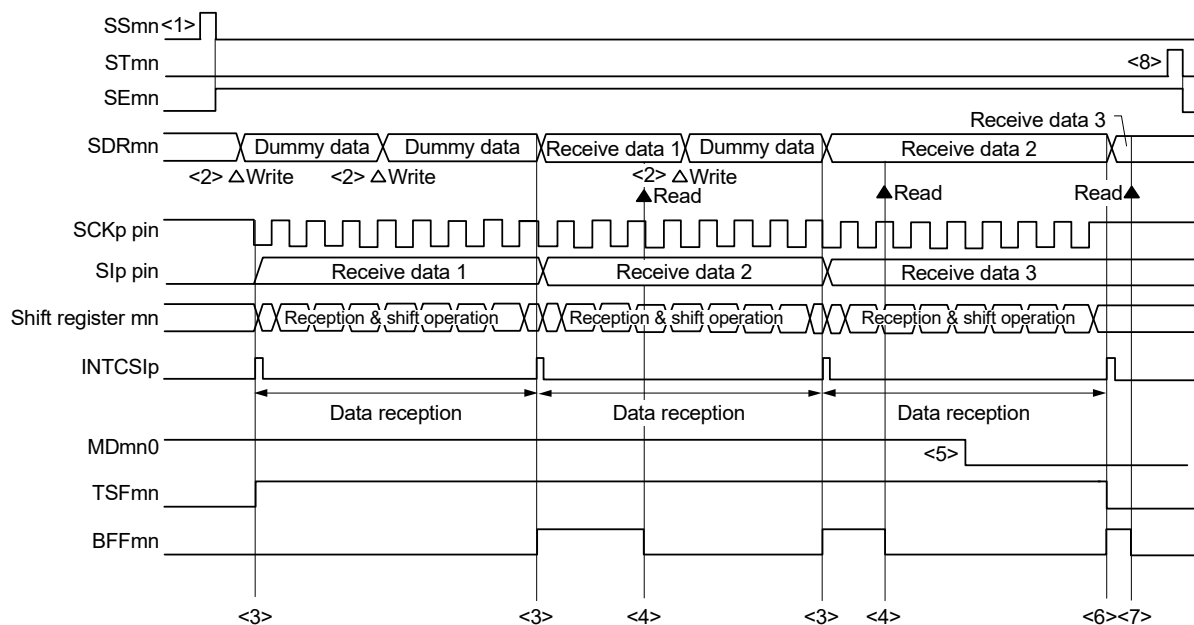 SSmn <1>
STmn <8>
SEmn
Receive data 3
SDRmn Dummy data Dummy data Receive data 1 Dummy data Receive data 2
<2> Write <2> Write <2> Write
Read Read Read
SCKp pin
SIp pin Receive data 1 Receive data 2 Receive data 3
Shift register mn Reception & shift operation Reception & shift operation Reception & shift operation
INTCSIp
Data reception Data reception Data reception
MDmn0 <5>
TSFmn
BFFmn
<3> <3> <4> <3> <4> <6> <7>